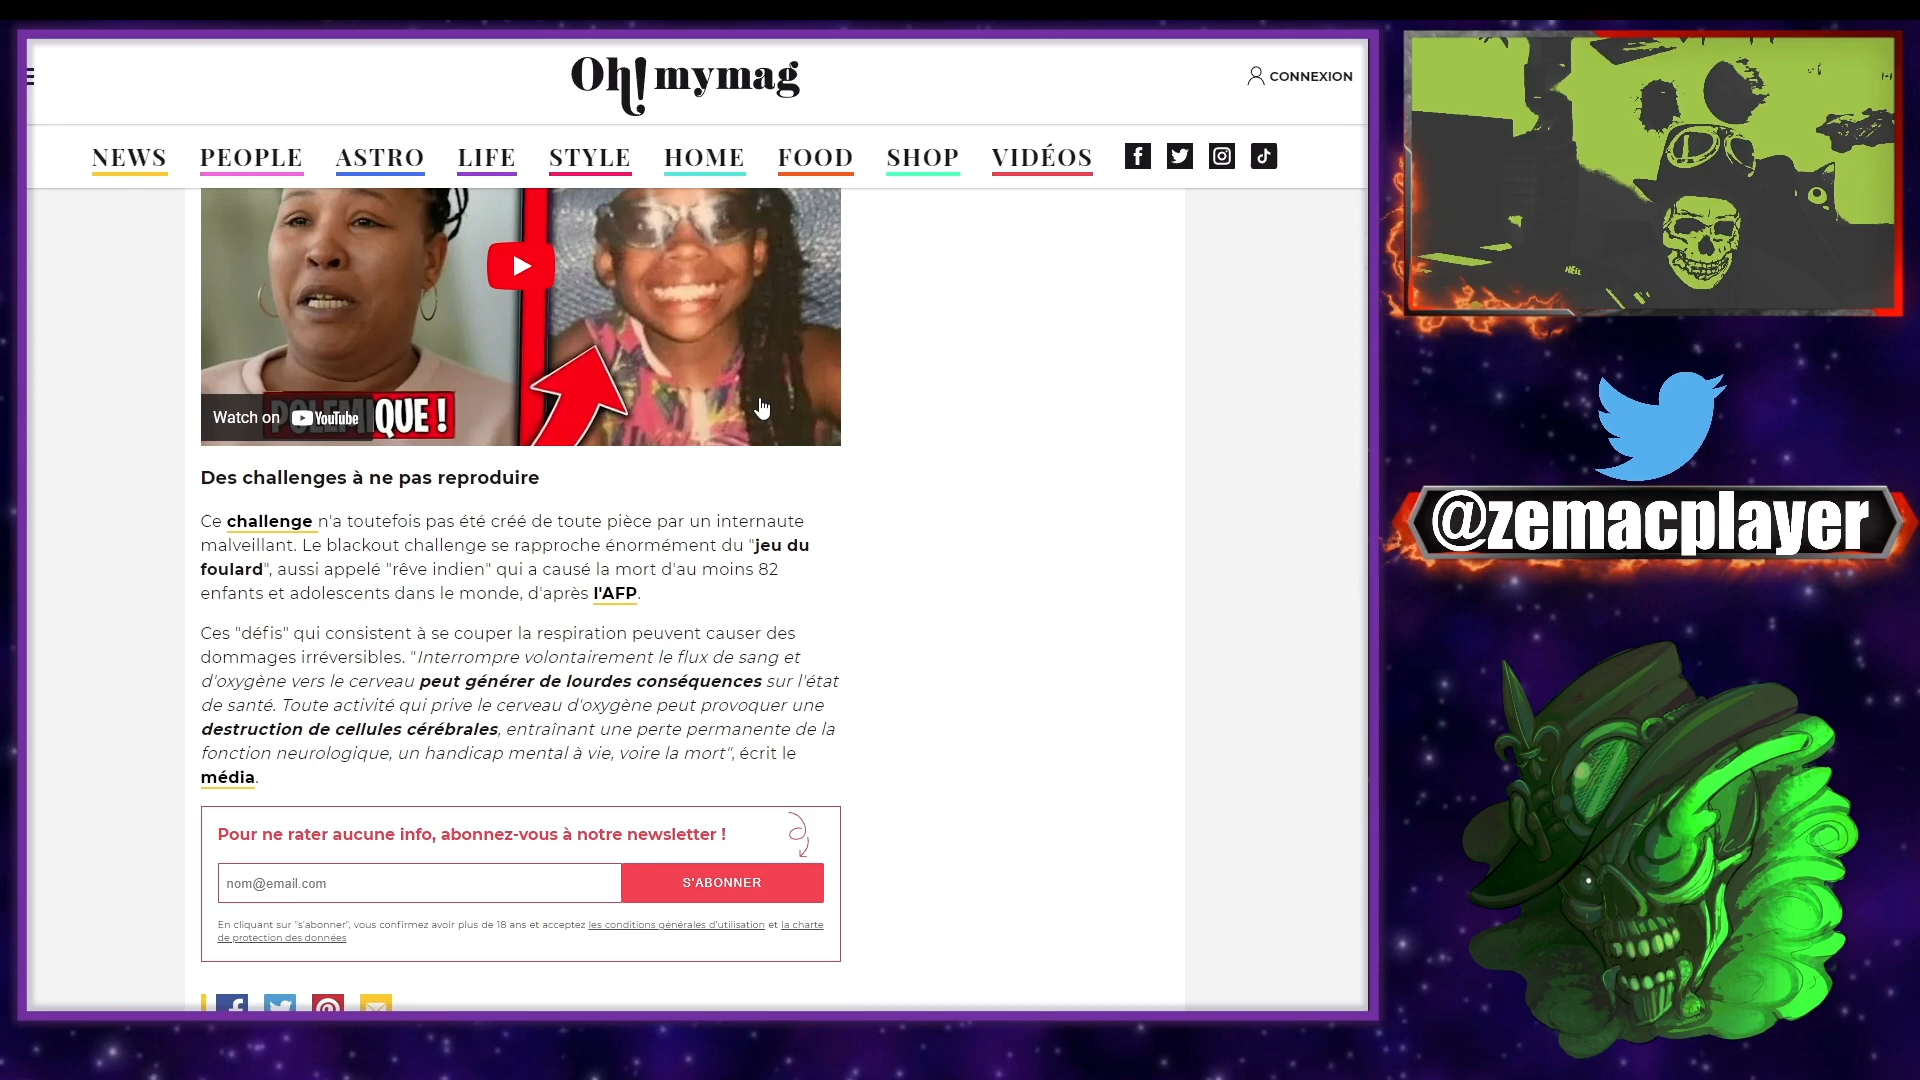 Oh! mymag
CONNEXION
NEWS PEOPLE ASTRO LIFE STYLE HOME FOOD SHOP VIDÉOS
Watch on YouTube
QUE !
Des challenges à ne pas reproduire
Ce challenge n'a toutefois pas été créé de toute pièce par un internaute
malveillant. Le blackout challenge se rapproche énormément du "jeu du
foulard", aussi appelé "rêve indien" qui a causé la mort d'au moins 82
enfants et adolescents dans le monde, d'après l'AFP.
Ces "défis" qui consistent à se couper la respiration peuvent causer des
dommages irréversibles. "Interrompre volontairement le flux de sang et
d'oxygène vers le cerveau peut générer de lourdes conséquences sur l'état
de santé. Toute activité qui prive le cerveau d'oxygène peut provoquer une
destruction de cellules cérébrales, entraînant une perte permanente de la
fonction neurologique, un handicap mental à vie, voire la mort", écrit le
média.
Pour ne rater aucune info, abonnez-vous à notre newsletter !
nom@email.com
S'ABONNER
En cliquant sur "s'abonner", vous confirmez avoir plus de 18 ans et acceptez les conditions générales d'utilisation et la charte
de protection des données
@zemacplayer